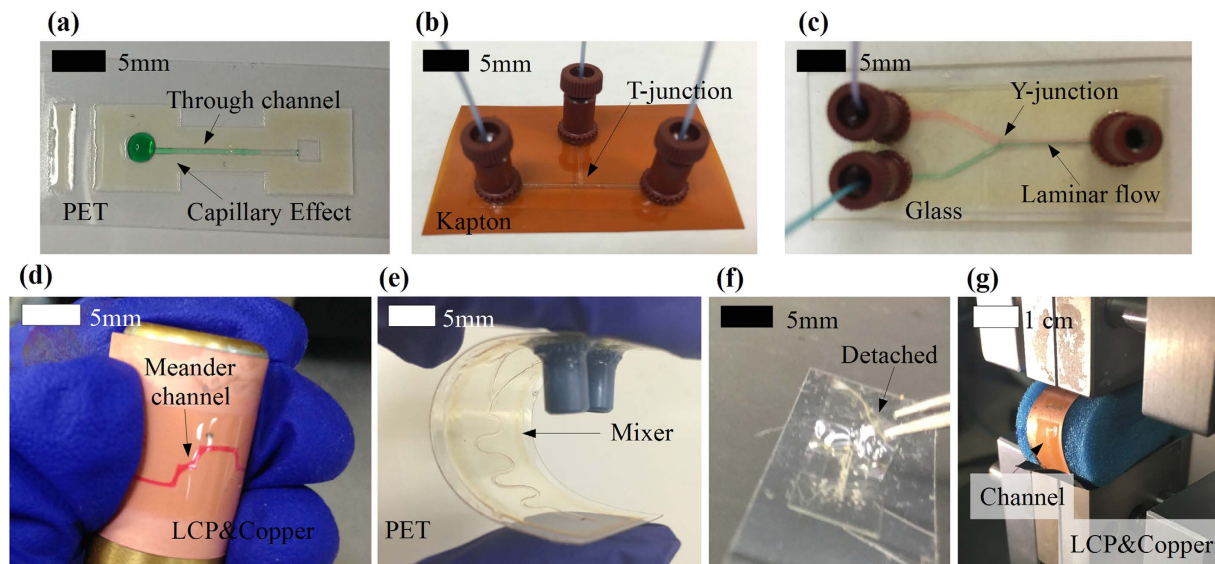 (a)
5mm
Through channel
Capillary Effect
PET
(b)
5mm
T-junction
Kapton
(c)
5mm
Y-junction
Laminar flow
Glass
(d)
5mm
Meander
channel
LCP&Copper
(e)
5mm
Mixer
PET
(f)
5mm
Detached
(g)
1 cm
Channel
LCP&Copper